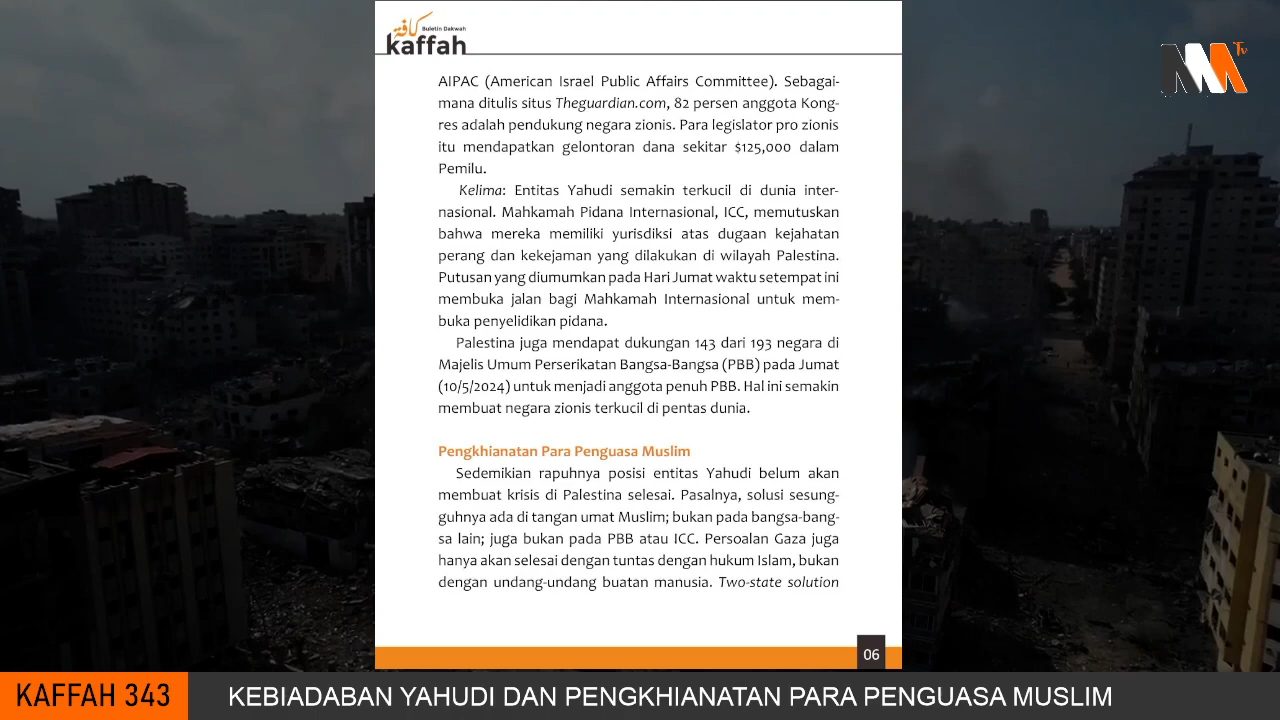 كافة
Buletin Dakwah
kaffah
MM Tv
AIPAC (American Israel Public Affairs Committee). Sebagai-
mana ditulis situs Theguardian.com, 82 persen anggota Kong-
res adalah pendukung negara zionis. Para legislator pro zionis
itu mendapatkan gelontoran dana sekitar $125,000 dalam
Pemilu.
Kelima: Entitas Yahudi semakin terkucil di dunia inter-
nasional. Mahkamah Pidana Internasional, ICC, memutuskan
bahwa mereka memiliki yurisdiksi atas dugaan kejahatan
perang dan kekejaman yang dilakukan di wilayah Palestina.
Putusan yang diumumkan pada Hari Jumat waktu setempat ini
membuka jalan bagi Mahkamah Internasional untuk mem-
buka penyelidikan pidana.
Palestina juga mendapat dukungan 143 dari 193 negara di
Majelis Umum Perserikatan Bangsa-Bangsa (PBB) pada Jumat
(10/5/2024) untuk menjadi anggota penuh PBB. Hal ini semakin
membuat negara zionis terkucil di pentas dunia.
Pengkhianatan Para Penguasa Muslim
Sedemikian rapuhnya posisi entitas Yahudi belum akan
membuat krisis di Palestina selesai. Pasalnya, solusi sesung-
guhnya ada di tangan umat Muslim; bukan pada bangsa-bang-
sa lain; juga bukan pada PBB atau ICC. Persoalan Gaza juga
hanya akan selesai dengan tuntas dengan hukum Islam, bukan
dengan undang-undang buatan manusia. Two-state solution
06
KAFFAH 343
KEBIADABAN YAHUDI DAN PENGKHIANATAN PARA PENGUASA MUSLIM